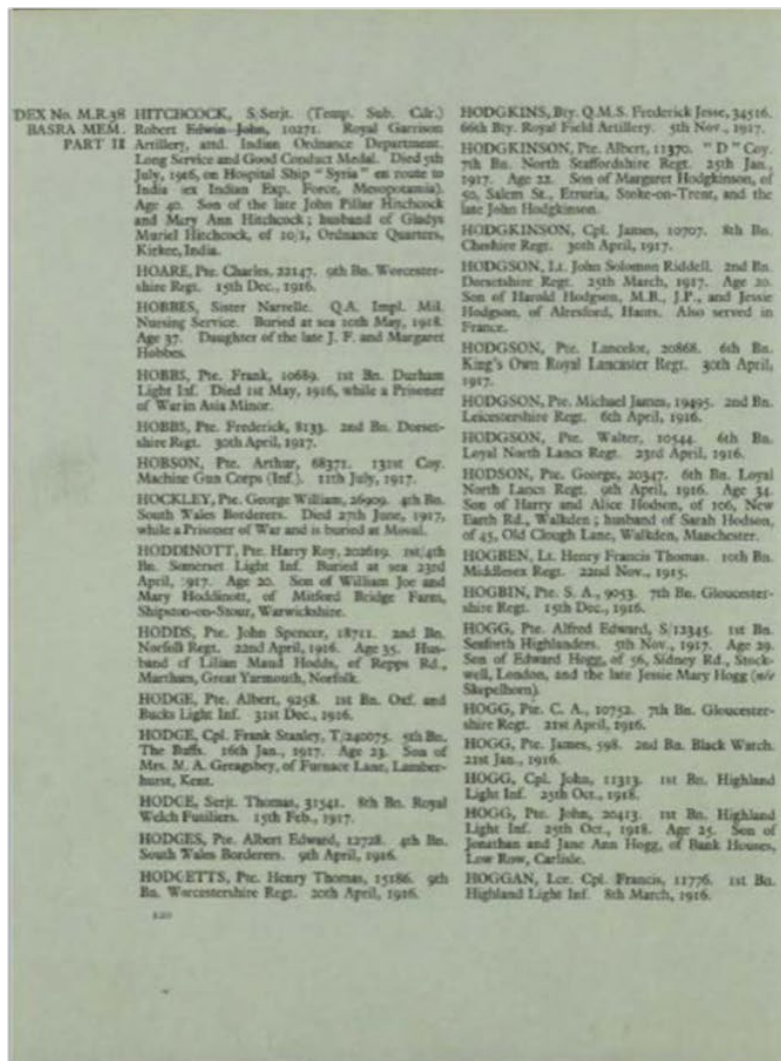 DEX No. M.R.38
BASRA MEM.
PART II
HITCHCOCK, S/Serjt. (Temp. Sub. Cdr.)
Robert Edwin John, 10271. Royal Garrison
Artillery, and Indian Ordnance Department.
Long Service and Good Conduct Medal. Died 5th
July, 1916, on Hospital Ship "Syria" en route to
India (ex Indian Exp. Force, Mesopotamia).
Age 40. Son of the late John Pillar Hitchcock
and Mary Ann Hitchcock; husband of Gladys
Muriel Hitchcock, of 10/1, Ordnance Quarters,
Kirkee, India.
HOARE, Pte. Charles, 22147. 9th Bn. Worcester-
shire Regt. 15th Dec., 1916.
HOBBES, Sister Narrelle. Q.A. Impl. Mil.
Nursing Service. Buried at sea 10th May, 1918.
Age 37. Daughter of the late J. F. and Margaret
Hobbes.
HOBBS, Pte. Frank, 10689. 1st Bn. Durham
Light Inf. Died 1st May, 1916, while a Prisoner
of War in Asia Minor.
HOBBS, Pte. Frederick, 8133. 2nd Bn. Dorset-
shire Regt. 30th April, 1917.
HOBSON, Pte. Arthur, 68371. 131st Coy.
Machine Gun Corps (Inf.). 11th July, 1917.
HOCKLEY, Pte. George William, 26909. 4th Bn.
South Wales Borderers. Died 27th June, 1917,
while a Prisoner of War and is buried at Mosul.
HODDINOTT, Pte. Harry Roy, 202619. 1st/4th
Bn. Somerset Light Inf. Buried at sea 23rd
April, 1917. Age 20. Son of William Joe and
Mary Hoddinott, of Mitford Bridge Farm,
Shipston-on-Stour, Warwickshire.
HODDS, Pte. John Spencer, 18711. 2nd Bn.
Norfolk Regt. 22nd April, 1916. Age 35. Hus-
band of Lilian Maud Hodds, of Repps Rd.,
Martham, Great Yarmouth, Norfolk.
HODGE, Pte. Albert, 9258. 1st Bn. Oxf. and
Bucks Light Inf. 31st Dec., 1916.
HODGE, Cpl. Frank Stanley, T/240075. 5th Bn.
The Buffs. 16th Jan., 1917. Age 23. Son of
Mrs. M. A. Greagsbey, of Furnace Lane, Lamber-
hurst, Kent.
HODGE, Serjt. Thomas, 31541. 8th Bn. Royal
Welch Fusiliers. 15th Feb., 1917.
HODGES, Pte. Albert Edward, 12728. 4th Bn.
South Wales Borderers. 9th April, 1916.
HODGETTS, Pte. Henry Thomas, 15186. 9th
Bn. Worcestershire Regt. 20th April, 1916.
120
HODGKINS, Bty. Q.M.S. Frederick Jesse, 34516.
66th Bty. Royal Field Artillery. 5th Nov., 1917.
HODGKINSON, Pte. Albert, 11370. "D" Coy.
7th Bn. North Staffordshire Regt. 25th Jan.,
1917. Age 22. Son of Margaret Hodgkinson, of
50, Salem St., Etruria, Stoke-on-Trent, and the
late John Hodgkinson.
HODGKINSON, Cpl. James, 10707. 8th Bn.
Cheshire Regt. 30th April, 1917.
HODGSON, Lt. John Solomon Riddell. 2nd Bn.
Dorsetshire Regt. 25th March, 1917. Age 20.
Son of Harold Hodgson, M.B., J.P., and Jessie
Hodgson, of Alresford, Hants. Also served in
France.
HODGSON, Pte. Lancelot, 20868. 6th Bn.
King's Own Royal Lancaster Regt. 30th April,
1917.
HODGSON, Pte. Michael James, 19495. 2nd Bn.
Leicestershire Regt. 6th April, 1916.
HODGSON, Pte. Walter, 10544. 6th Bn.
Loyal North Lancs Regt. 23rd April, 1916.
HODSON, Pte. George, 20347. 6th Bn. Loyal
North Lancs Regt. 9th April, 1916. Age 34.
Son of Harry and Alice Hodson, of 106, New
Earth Rd., Walkden; husband of Sarah Hodson,
of 45, Old Clough Lane, Walkden, Manchester.
HOGBEN, Lt. Henry Francis Thomas. 10th Bn.
Middlesex Regt. 22nd Nov., 1915.
HOGBIN, Pte. S. A., 9053. 7th Bn. Gloucester-
shire Regt. 15th Dec., 1916.
HOGG, Pte. Alfred Edward, S/12345. 1st Bn.
Seaforth Highlanders. 5th Nov., 1917. Age 29.
Son of Edward Hogg, of 56, Sidney Rd., Stock-
well, London, and the late Jessie Mary Hogg (née
Skepelhorn).
HOGG, Pte. C. A., 10752. 7th Bn. Gloucester-
shire Regt. 21st April, 1916.
HOGG, Pte. James, 598. 2nd Bn. Black Watch.
21st Jan., 1916.
HOGG, Cpl. John, 11313. 1st Bn. Highland
Light Inf. 25th Oct., 1918.
HOGG, Pte. John, 20413. 1st Bn. Highland
Light Inf. 25th Oct., 1918. Age 25. Son of
Jonathan and Jane Ann Hogg, of Bank Houses,
Low Row, Carlisle.
HOGGAN, Lce. Cpl. Francis, 11776. 1st Bn.
Highland Light Inf. 8th March, 1916.